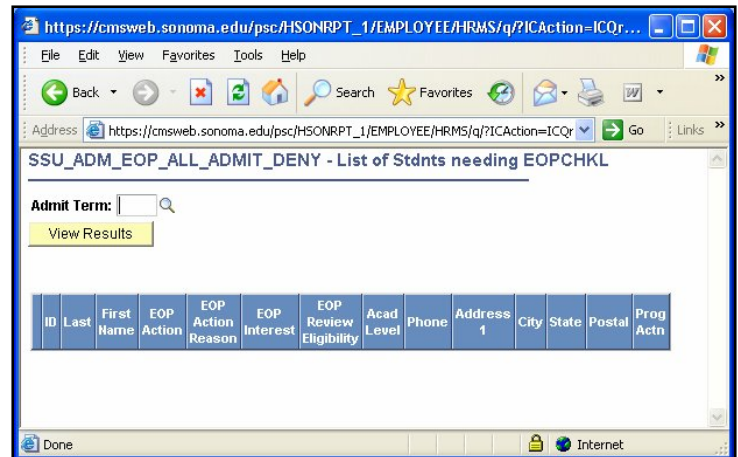 https://cmsweb.sonoma.edu/psc/HSONRPT_1/EMPLOYEE/HRMS/q/?ICAction=ICQr...
File Edit View Favorites Tools Help
Back Search Favorites W »
Address https://cmsweb.sonoma.edu/psc/HSONRPT_1/EMPLOYEE/HRMS/q/?ICAction=ICQr Go Links »
SSU_ADM_EOP_ALL_ADMIT_DENY - List of Stdnts needing EOPCHKL
Admit Term:
View Results
ID Last First Name EOP Action EOP Action Reason EOP Interest EOP Review Eligibility Acad Level Phone Address 1 City State Postal Prog Actn
Done Internet